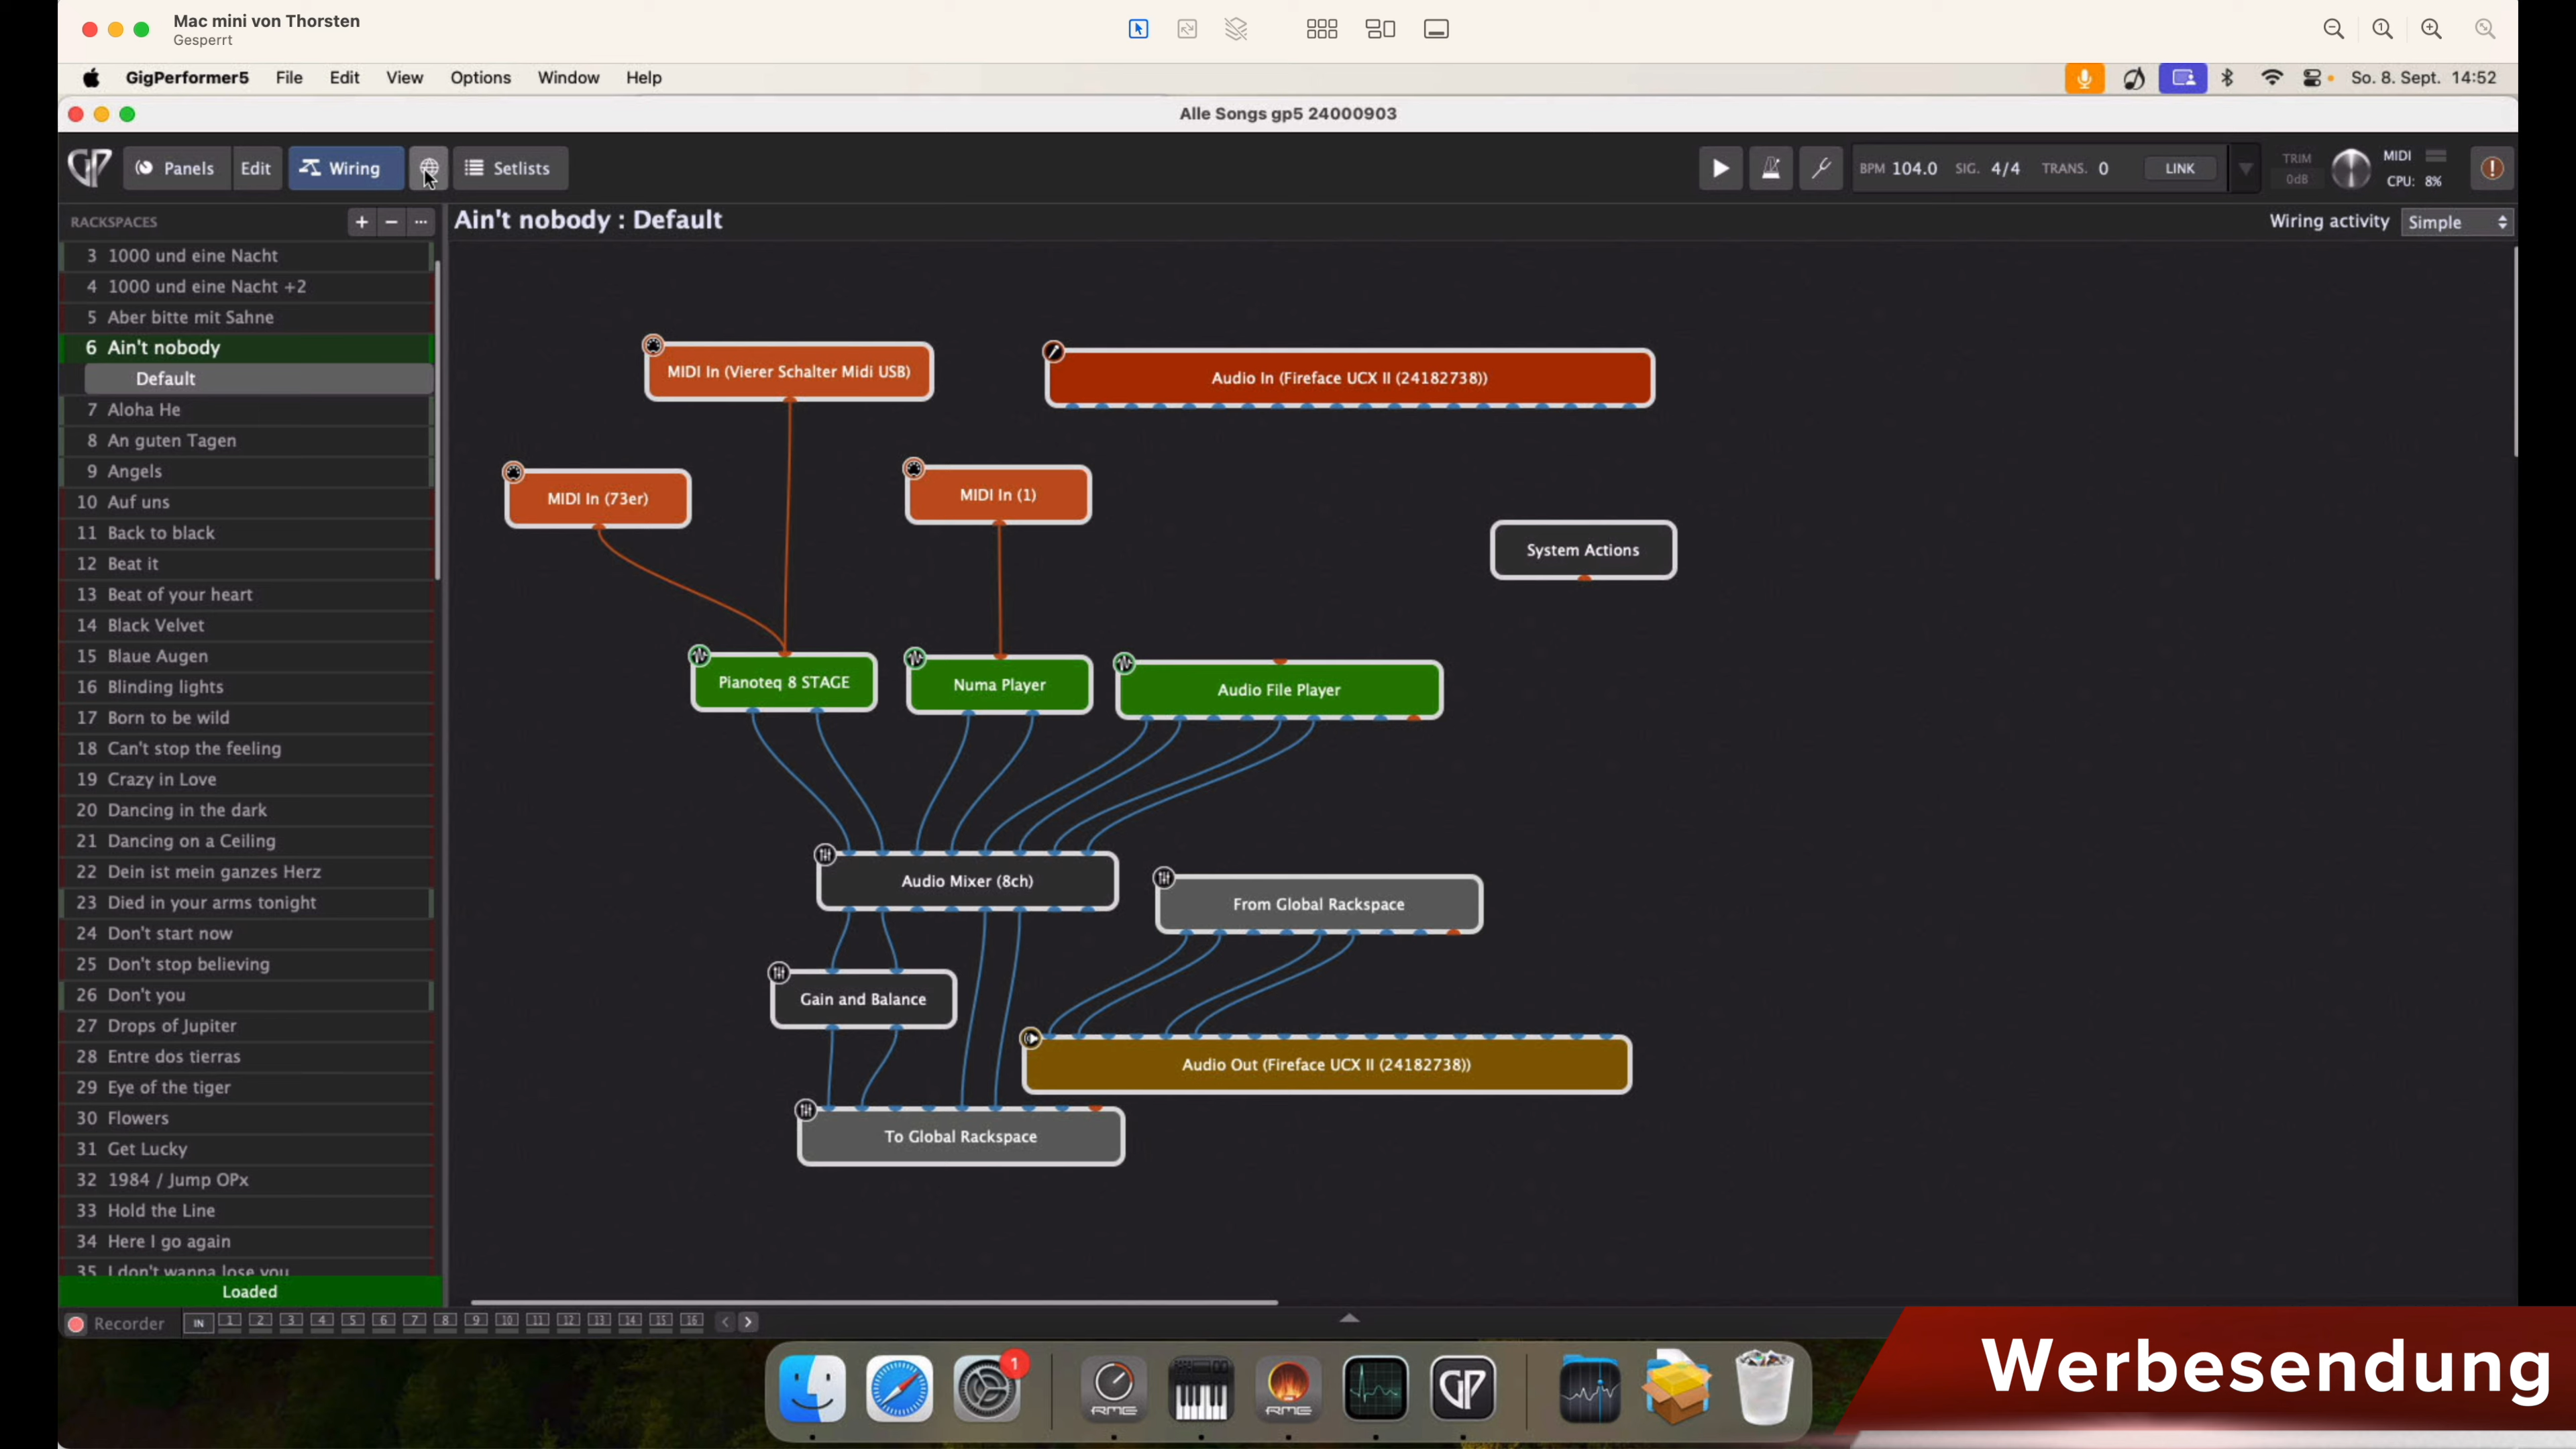 Mac mini von Thorsten
Gesperrt
GigPerformer5 File Edit View Options Window Help
So. 8. Sept. 14:52
Alle Songs gp5 24000903
GP Panels Edit Wiring Setlists
BPM 104.0 SIG. 4/4 TRANS. 0 LINK
TRIM 0dB
MIDI
CPU: 8%
RACKSPACES + − ...
Ain't nobody : Default
Wiring activity Simple
3 1000 und eine Nacht
4 1000 und eine Nacht +2
5 Aber bitte mit Sahne
6 Ain't nobody
Default
7 Aloha He
8 An guten Tagen
9 Angels
10 Auf uns
11 Back to black
12 Beat it
13 Beat of your heart
14 Black Velvet
15 Blaue Augen
16 Blinding lights
17 Born to be wild
18 Can't stop the feeling
19 Crazy in Love
20 Dancing in the dark
21 Dancing on a Ceiling
22 Dein ist mein ganzes Herz
23 Died in your arms tonight
24 Don't start now
25 Don't stop believing
26 Don't you
27 Drops of Jupiter
28 Entre dos tierras
29 Eye of the tiger
30 Flowers
31 Get Lucky
32 1984 / Jump OPx
33 Hold the Line
34 Here I go again
35 I don't wanna lose you
Loaded
MIDI In (Vierer Schalter Midi USB)
Audio In (Fireface UCX II (24182738))
MIDI In (73er)
MIDI In (1)
System Actions
Pianoteq 8 STAGE
Numa Player
Audio File Player
Audio Mixer (8ch)
From Global Rackspace
Gain and Balance
Audio Out (Fireface UCX II (24182738))
To Global Rackspace
Recorder IN 1 2 3 4 5 6 7 8 9 10 11 12 13 14 15 16
1
RME
RME
GP
Werbesendung